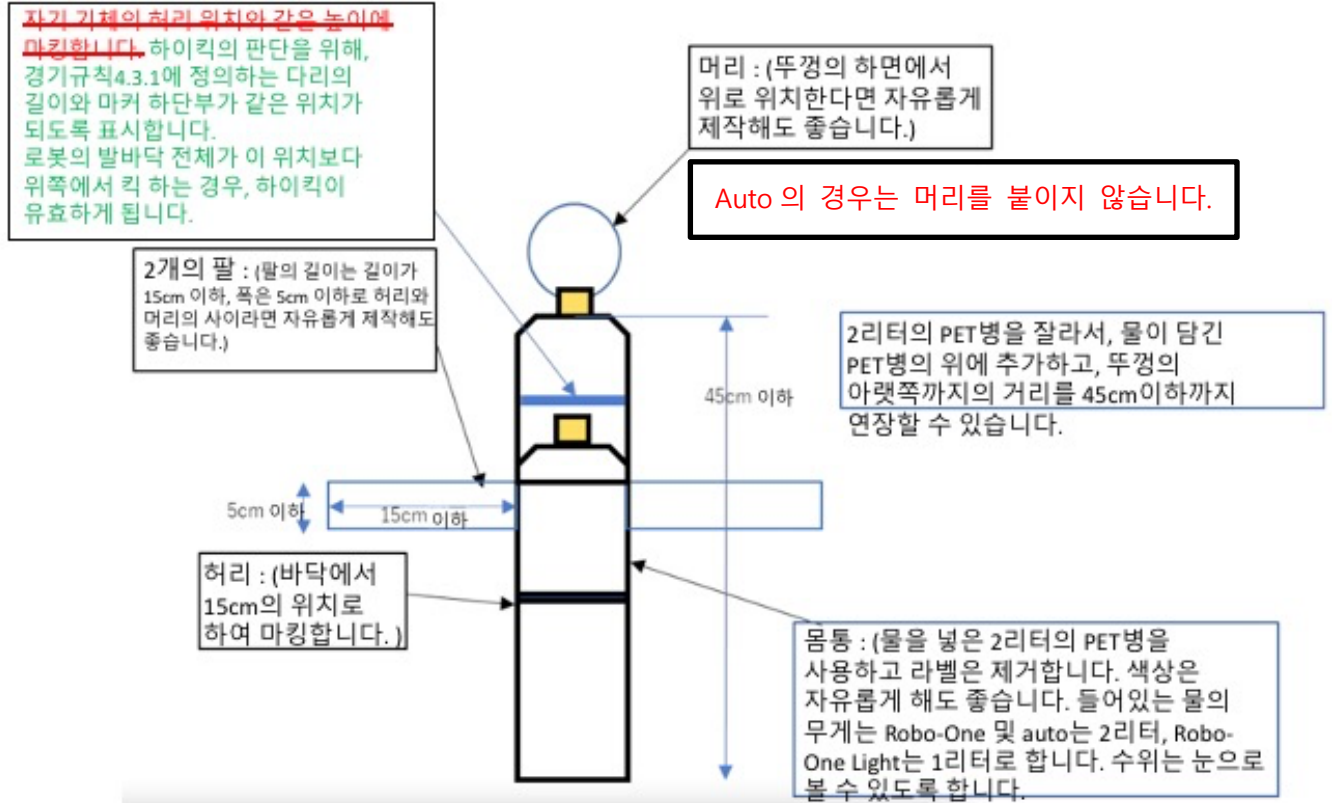 자기 기체의 허리 위치와 같은 높이에
마킹합니다. 하이킥의 판단을 위해,
경기규칙4.3.1에 정의하는 다리의
길이와 마커 하단부가 같은 위치가
되도록 표시합니다.
로봇의 발바닥 전체가 이 위치보다
위쪽에서 킥 하는 경우, 하이킥이
유효하게 됩니다.
머리 : (뚜껑의 하면에서
위로 위치한다면 자유롭게
제작해도 좋습니다.)
Auto 의 경우는 머리를 붙이지 않습니다.
2개의 팔 : (팔의 길이는 길이가
15cm 이하, 폭은 5cm 이하로 허리와
머리의 사이라면 자유롭게 제작해도
좋습니다.)
2리터의 PET병을 잘라서, 물이 담긴
PET병의 위에 추가하고, 뚜껑의
아랫쪽까지의 거리를 45cm이하까지
연장할 수 있습니다.
45cm 이하
5cm 이하
15cm 이하
허리 : (바닥에서
15cm의 위치로
하여 마킹합니다. )
몸통 : (물을 넣은 2리터의 PET병을
사용하고 라벨은 제거합니다. 색상은
자유롭게 해도 좋습니다. 들어있는 물의
무게는 Robo-One 및 auto는 2리터, Robo-
One Light는 1리터로 합니다. 수위는 눈으로
볼 수 있도록 합니다.